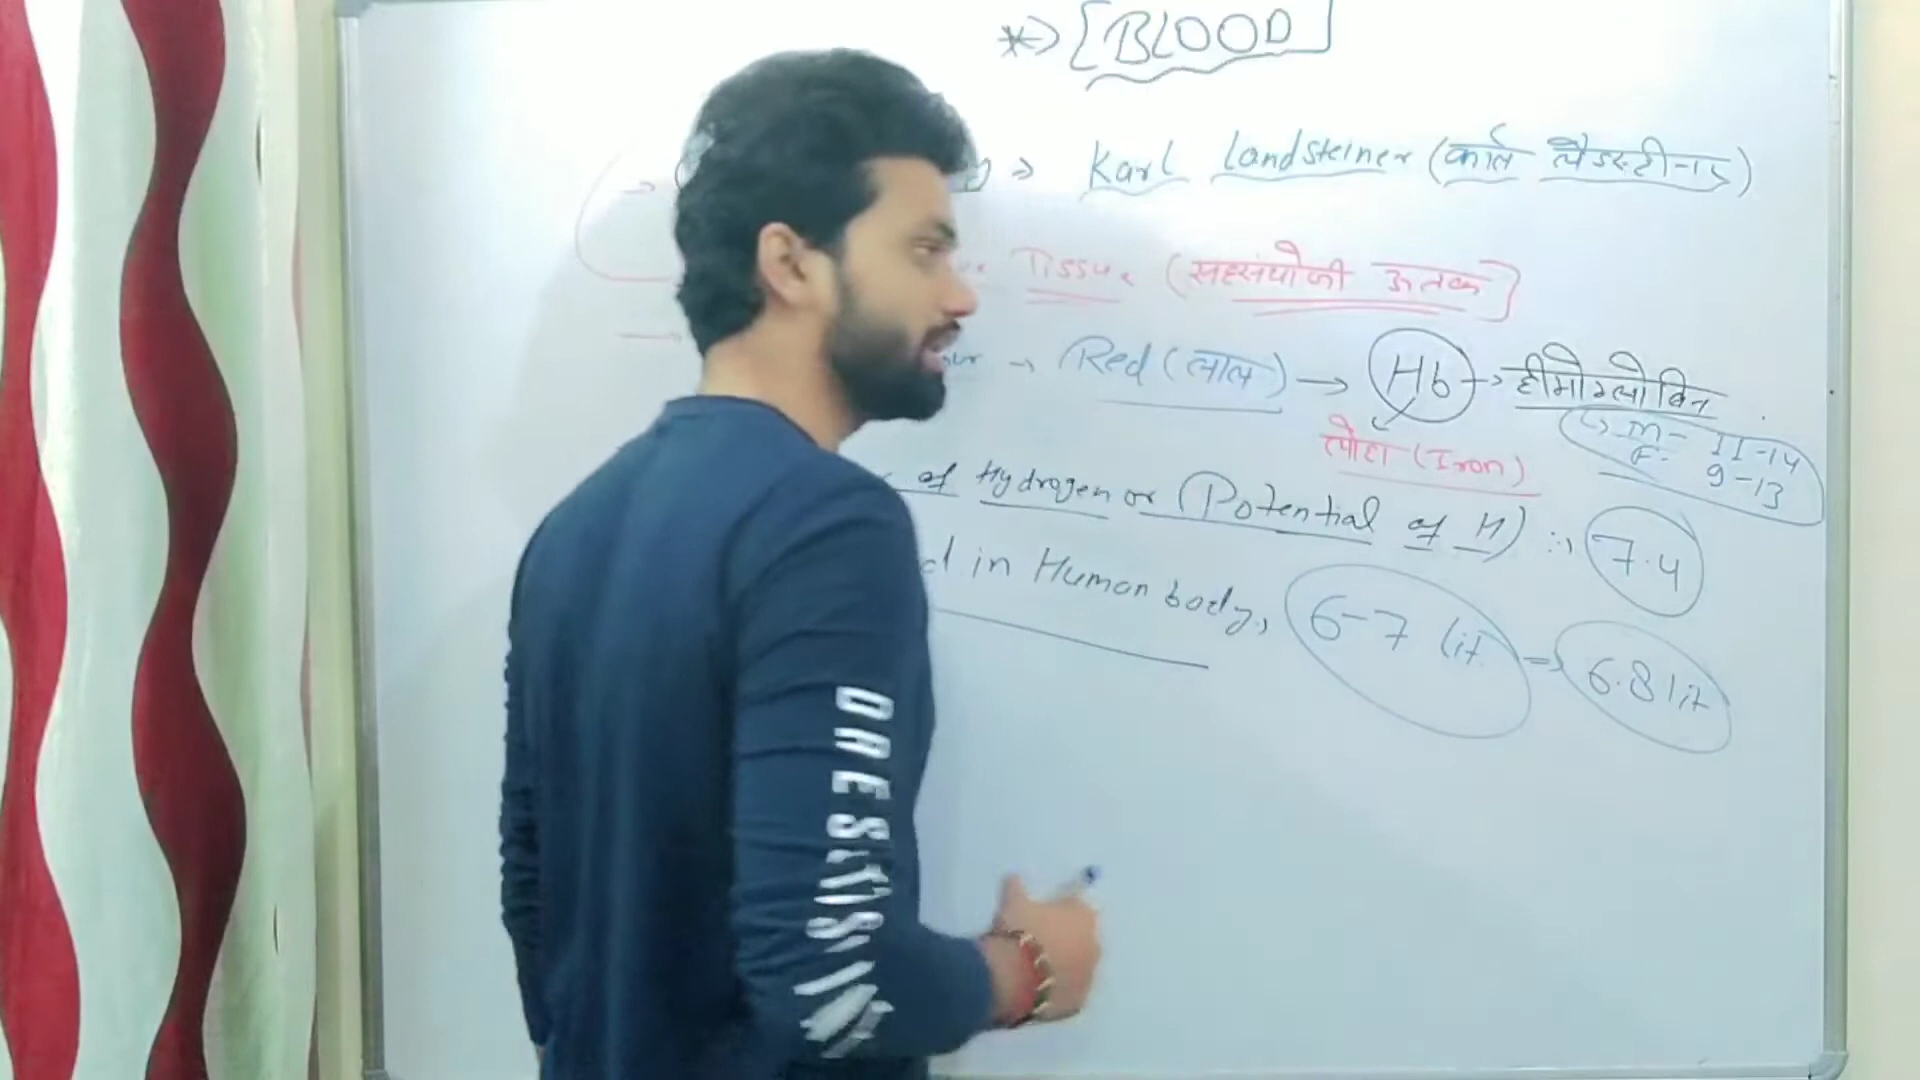 *⇒ [BLOOD]
⇒ Karl Landsteiner (कार्ल लैंडस्टीनर)
Tissue (सहसंयोजी ऊतक)
→ Red (लाल) → Hb → हीमोग्लोबिन
↳ M- 11-14
F- 9-13
लोहा (Iron)
of Hydrogen or (Potential of H) :→ 7.4
in Human body, 6-7 lit ⇒ 6.8 lit